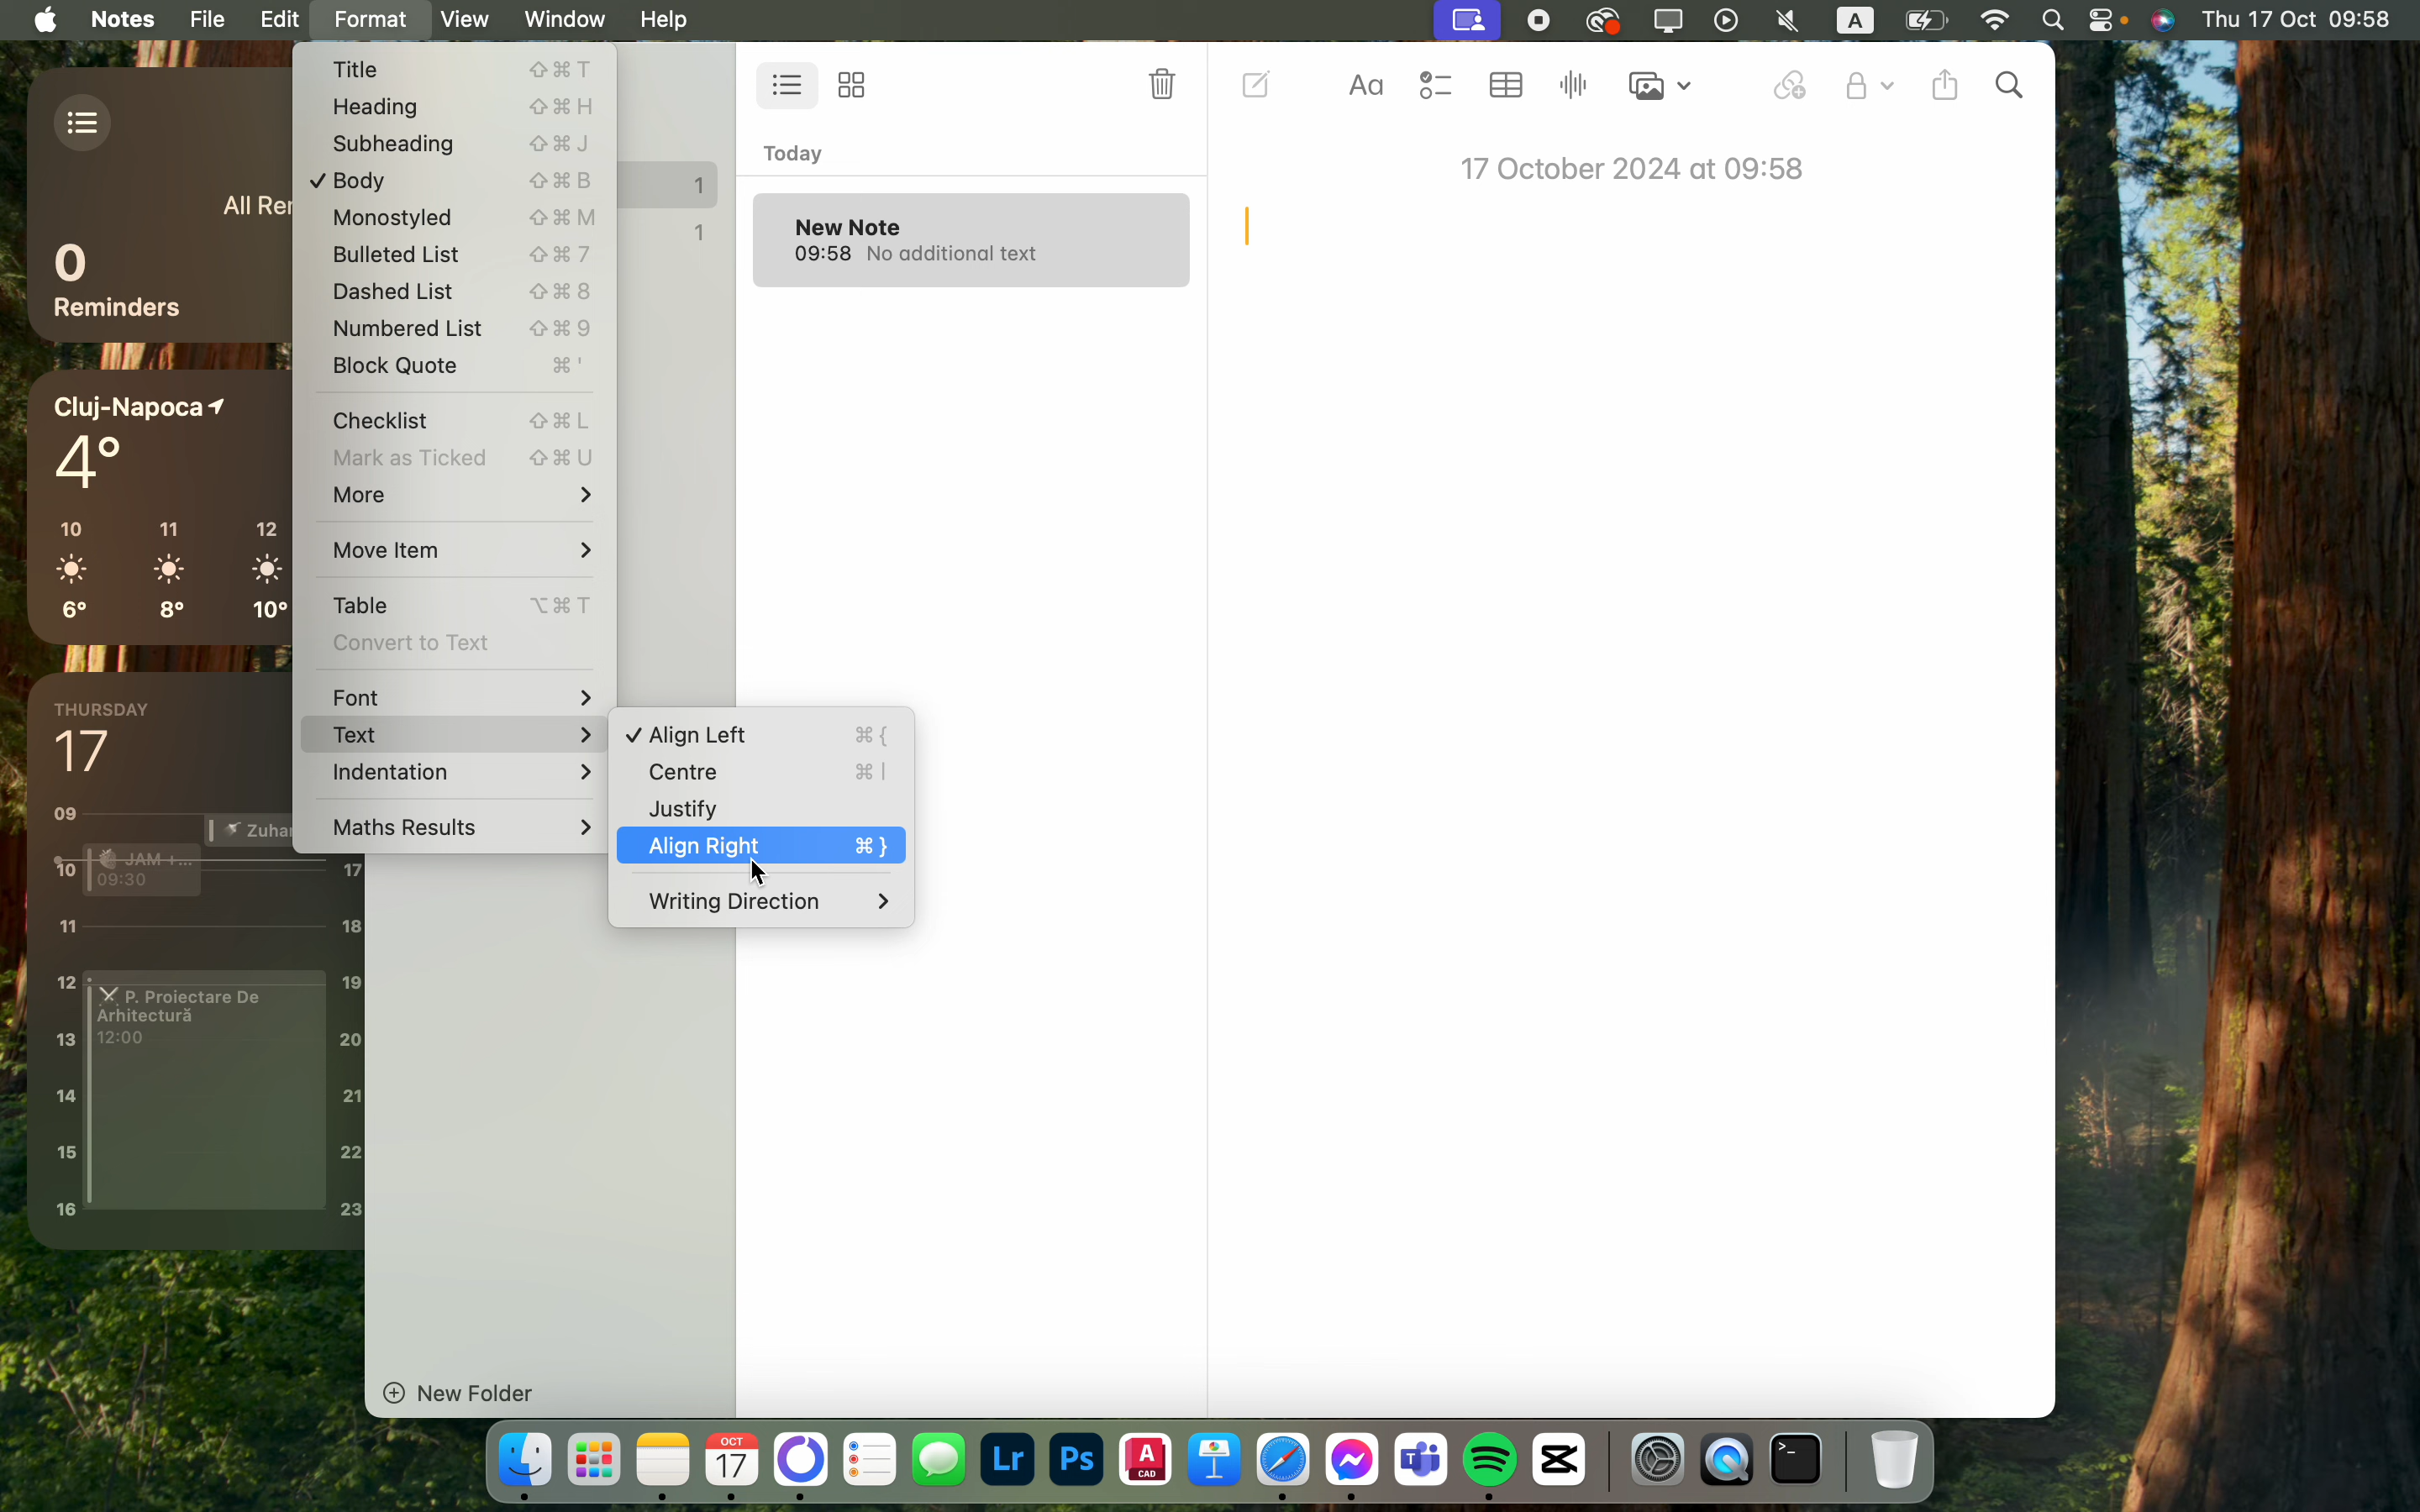 Notes File Edit Format View Window Help
A Thu 17 Oct 09:58
All Rer
0
Reminders
Cluj-Napoca
4°
10 11 12
6° 8° 10°
THURSDAY
17
09
Zuhar
JAM +...
09:30
10 17
11 18
12 19
P. Proiectare De
Arhitectură
12:00
13 20
14 21
15 22
16 23
Title ⇧⌘T
Heading ⇧⌘H
Subheading ⇧⌘J
✓ Body ⇧⌘B
Monostyled ⇧⌘M
Bulleted List ⇧⌘7
Dashed List ⇧⌘8
Numbered List ⇧⌘9
Block Quote ⌘'
Checklist ⇧⌘L
Mark as Ticked ⇧⌘U
More
Move Item
Table ⌥⌘T
Convert to Text
Font
Text
Indentation
Maths Results
✓ Align Left ⌘{
Centre ⌘|
Justify
Align Right ⌘}
Writing Direction
1
1
New Folder
Today
New Note
09:58 No additional text
Aa
17 October 2024 at 09:58
OCT
17
Lr
Ps
A
CAD
T
>_